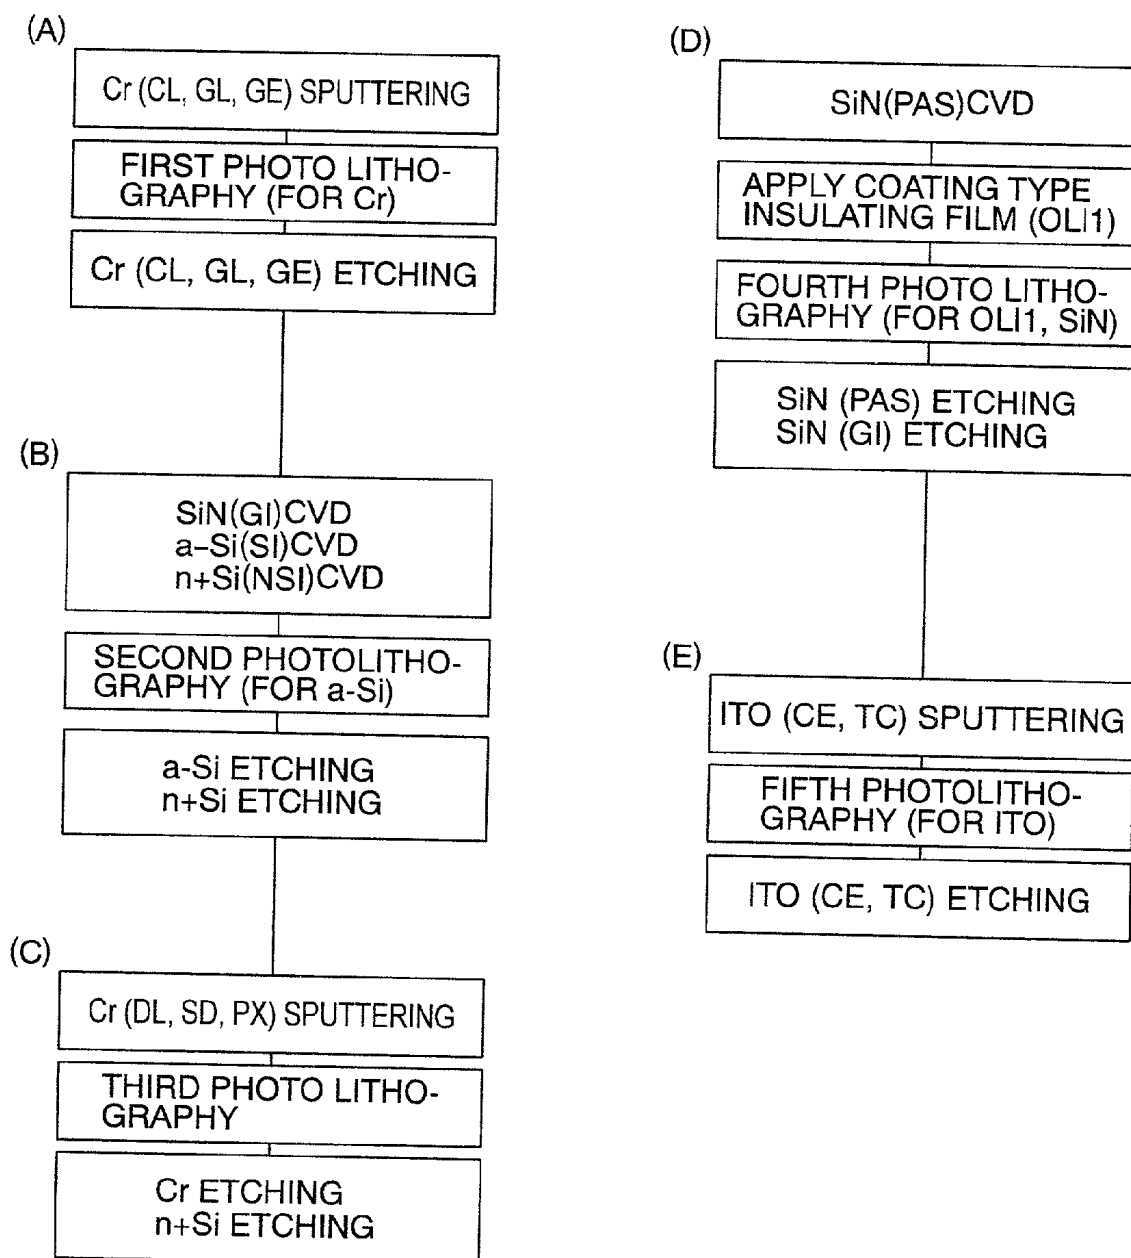 (A)
Cr (CL, GL, GE) SPUTTERING
FIRST PHOTO LITHO-
GRAPHY (FOR Cr)
Cr (CL, GL, GE) ETCHING
(B)
SiN(GI)CVD
a-Si(SI)CVD
n+Si(NSI)CVD
SECOND PHOTOLITHO-
GRAPHY (FOR a-Si)
a-Si ETCHING
n+Si ETCHING
(C)
Cr (DL, SD, PX) SPUTTERING
THIRD PHOTO LITHO-
GRAPHY
Cr ETCHING
n+Si ETCHING
(D)
SiN(PAS)CVD
APPLY COATING TYPE
INSULATING FILM (OLI1)
FOURTH PHOTO LITHO-
GRAPHY (FOR OLI1, SiN)
SiN (PAS) ETCHING
SiN (GI) ETCHING
(E)
ITO (CE, TC) SPUTTERING
FIFTH PHOTOLITHO-
GRAPHY (FOR ITO)
ITO (CE, TC) ETCHING